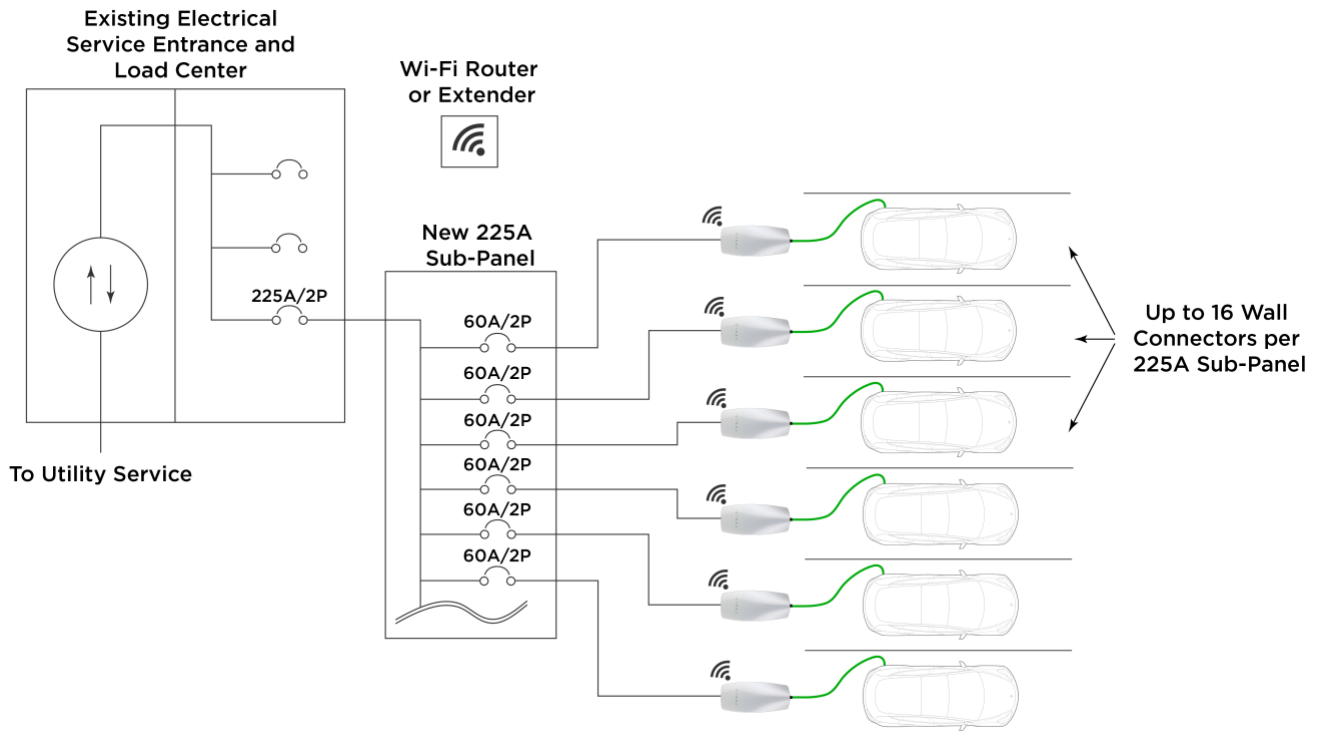 Existing Electrical
Service Entrance and
Load Center
Wi-Fi Router
or Extender
New 225A
Sub-Panel
225A/2P
60A/2P
60A/2P
60A/2P
60A/2P
60A/2P
60A/2P
Up to 16 Wall
Connectors per
225A Sub-Panel
To Utility Service